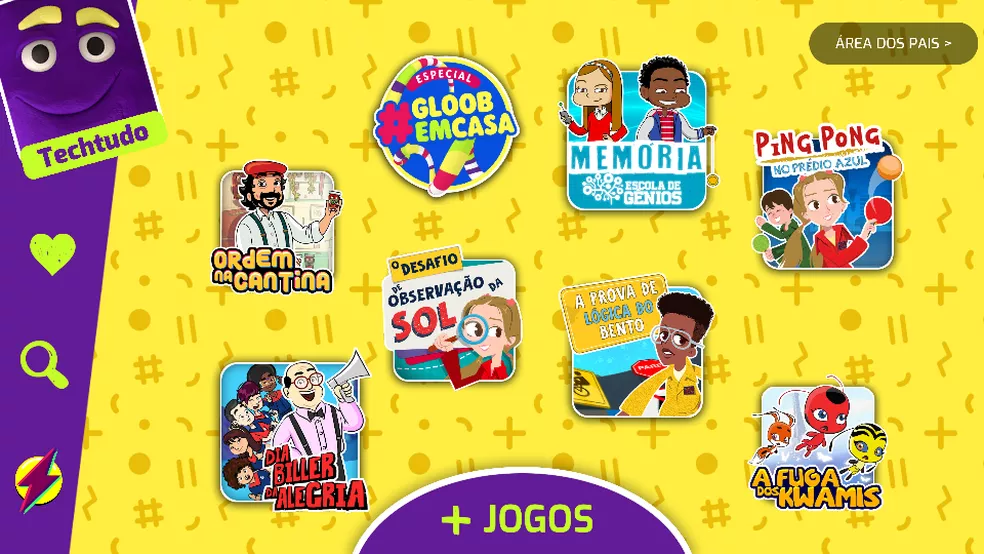 Techtudo
ÁREA DOS PAIS >
ESPECIAL
#GLOOB
EMCASA
MEMÓRIA
ESCOLA DE
GÊNIOS
PING PONG
NO PRÉDIO AZUL
ORDEM
NA CANTINA
O DESAFIO
DE OBSERVAÇÃO DA
SOL
A PROVA DE
LÓGICA DO
BENTO
PARE
DIA
BILLER
DA ALEGRIA
A FUGA
DOS KWAMIS
+ JOGOS